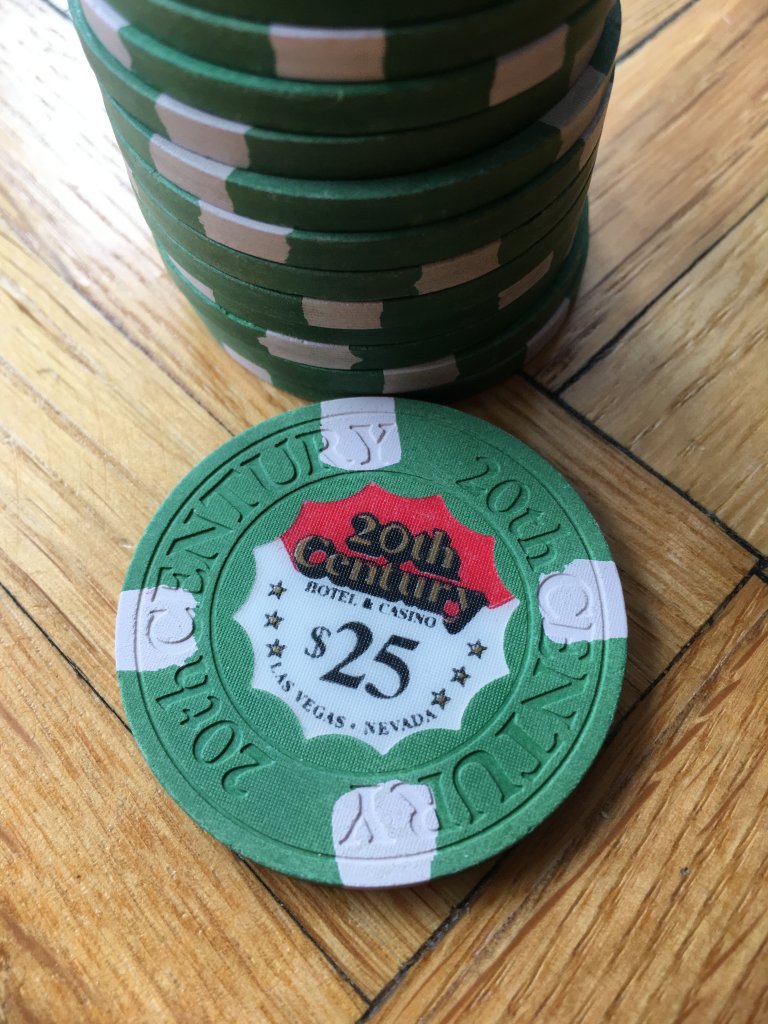 20th
Century
HOTEL & CASINO
$25
LAS VEGAS • NEVADA
20th CENTURY
20th CENTURY